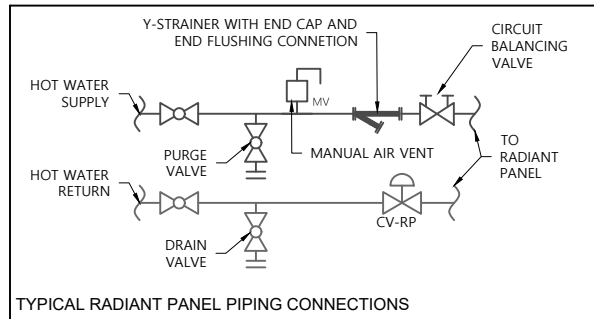 Y-STRAINER WITH END CAP AND
END FLUSHING CONNETION
CIRCUIT
BALANCING
VALVE
HOT WATER
SUPPLY
MV
PURGE
VALVE
MANUAL AIR VENT
TO
RADIANT
PANEL
HOT WATER
RETURN
CV-RP
DRAIN
VALVE
TYPICAL RADIANT PANEL PIPING CONNECTIONS